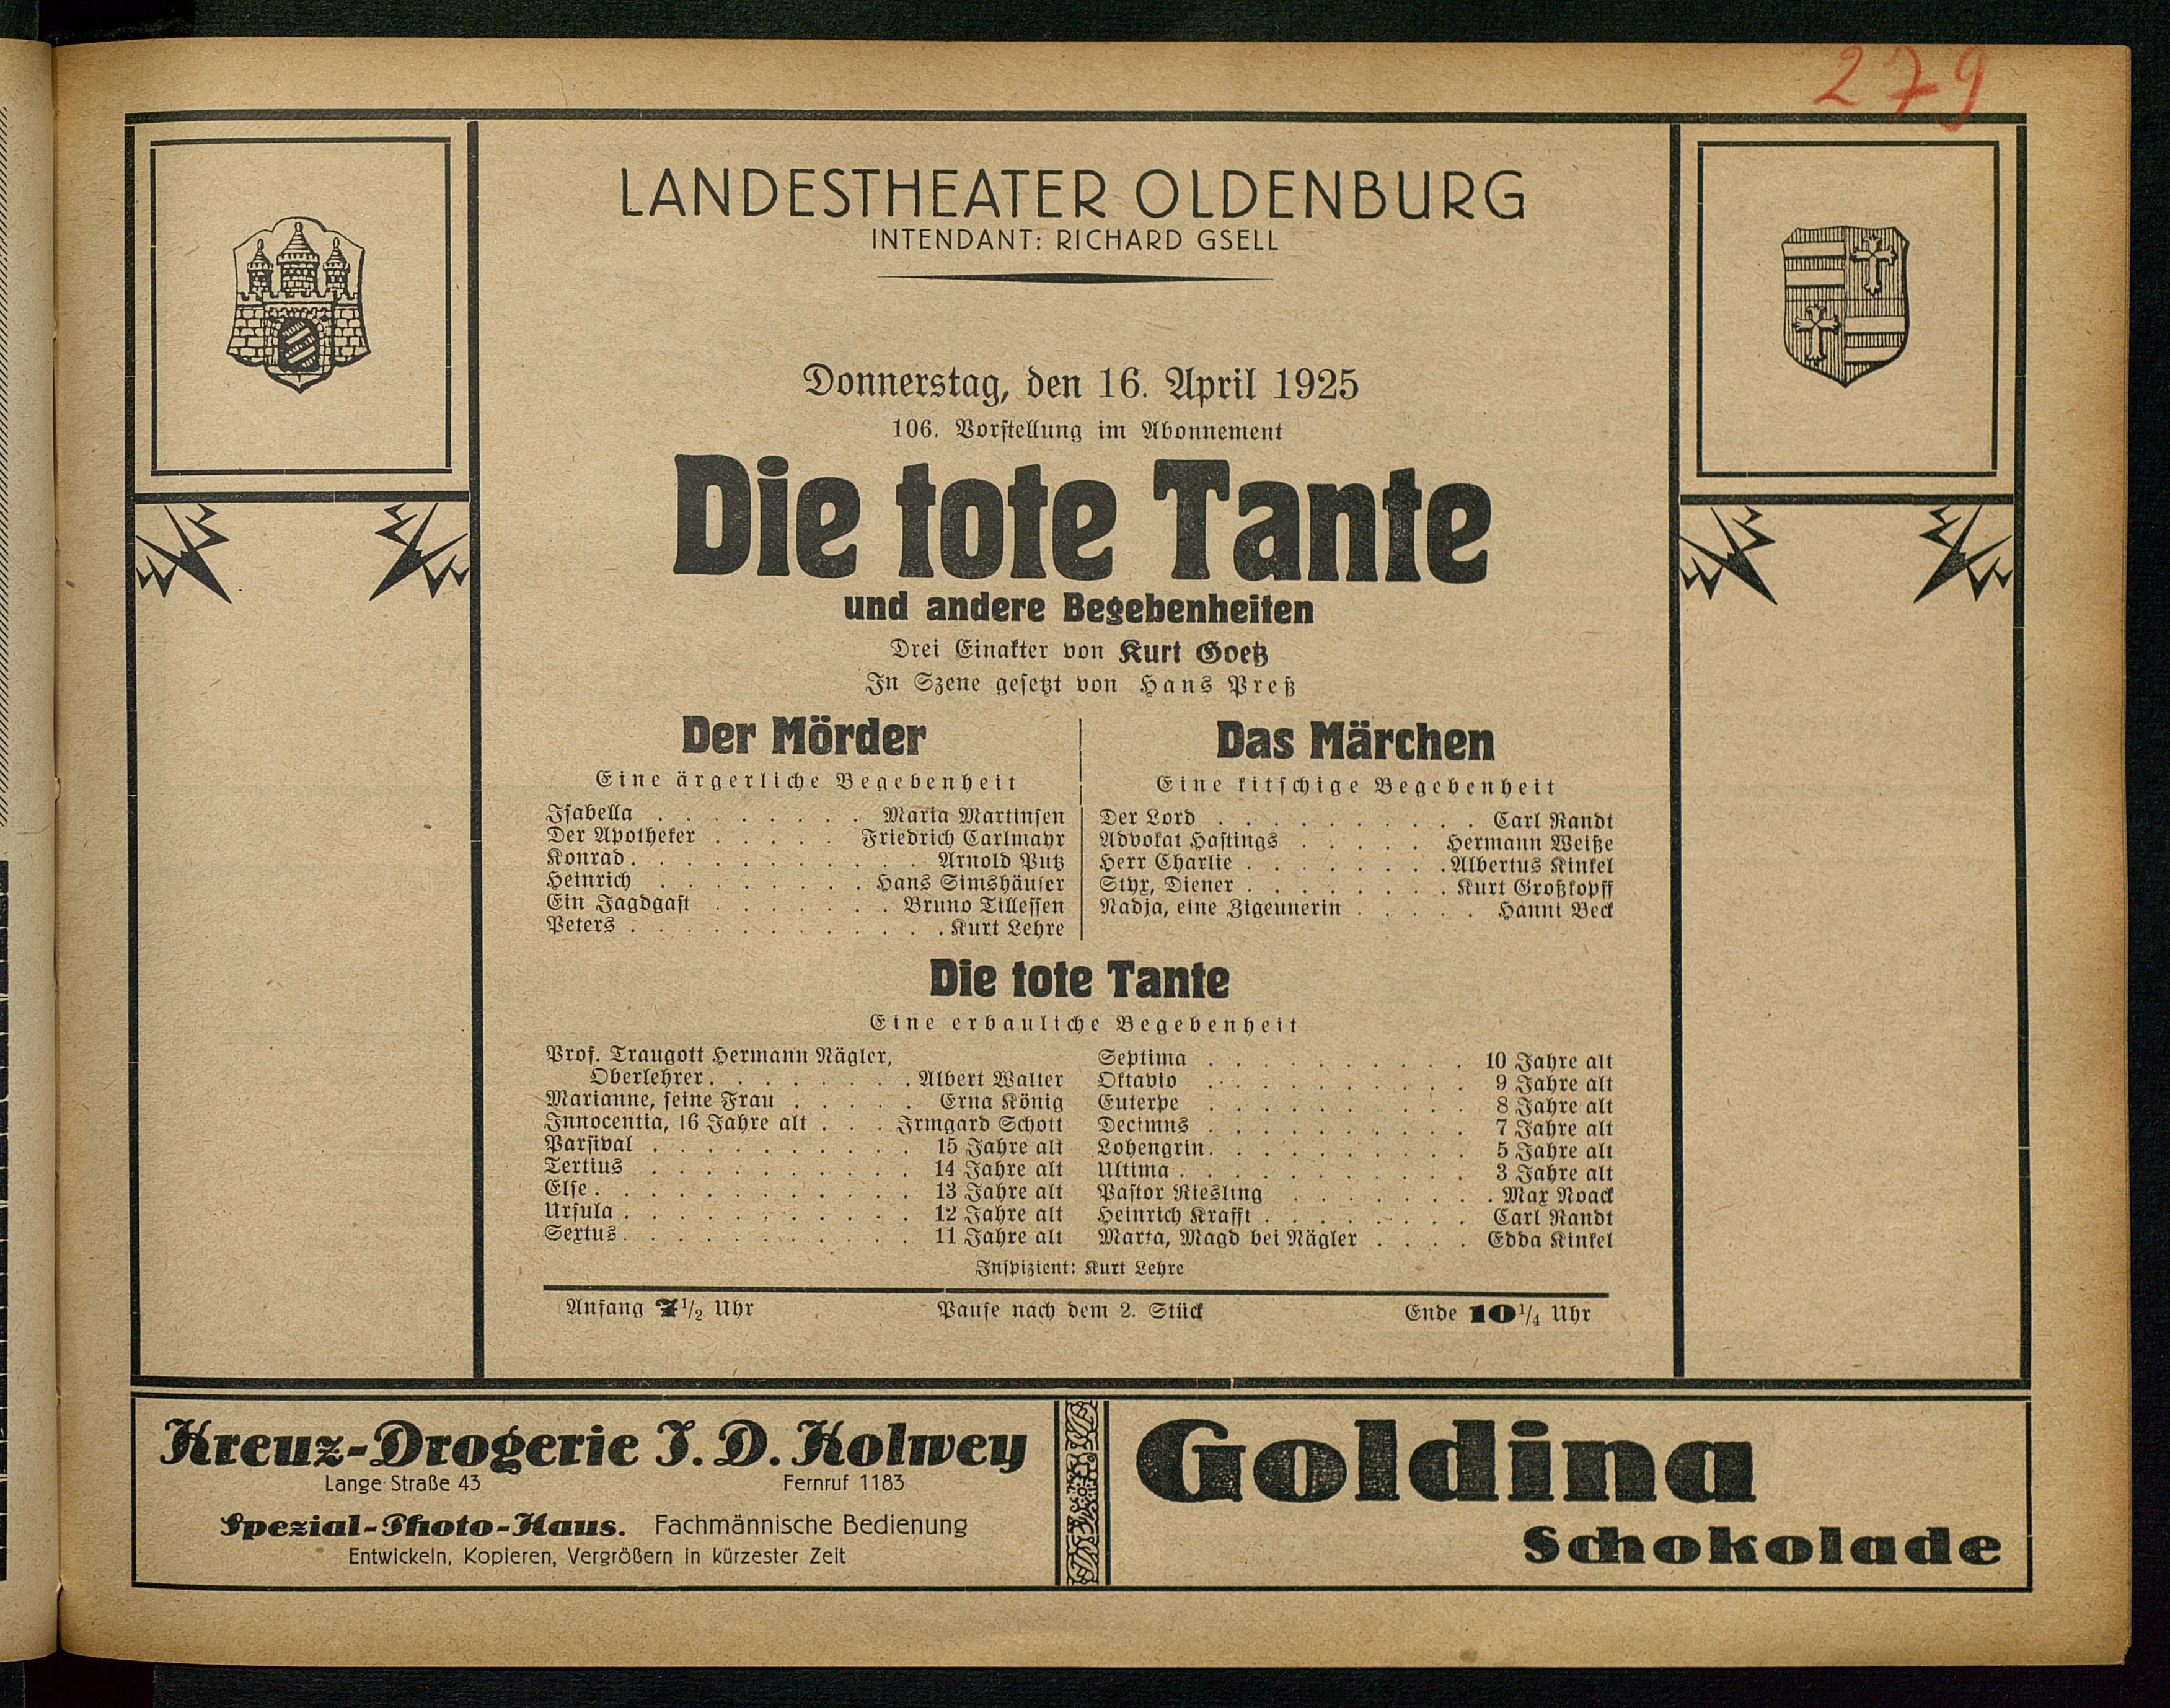 279
LANDESTHEATER OLDENBURG
INTENDANT: RICHARD GSELL
Donnerstag, den 16. April 1925
106. Vorstellung im Abonnement
Die tote Tante
und andere Begebenheiten
Drei Einakter von Kurt Goetz
In Szene gesetzt von Hans Preß
Der Mörder
Eine ärgerliche Begebenheit
Isabella . . . . . . . . Maria Martinsen
Der Apotheker . . . . . Friedrich Carlmayr
Konrad. . . . . . . . . . . Arnold Putz
Heinrich . . . . . . . . Hans Simshäuser
Ein Jagdgast . . . . . . . Bruno Tillessen
Peters . . . . . . . . . . . . Kurt Lehre
Das Märchen
Eine kitschige Begebenheit
Der Lord . . . . . . . . . . Carl Randt
Advokat Hastings . . . . . Hermann Weiße
Herr Charlie . . . . . . . . Albertus Kinkel
Styx, Diener . . . . . . . . Kurt Großkopff
Nadja, eine Zigeunerin . . . . . Hanni Beck
Die tote Tante
Eine erbauliche Begebenheit
Prof. Traugott Hermann Nägler,
Oberlehrer. . . . . . . . Albert Walter
Marianne, seine Frau . . . . . Erna König
Innocentia, 16 Jahre alt . . . Irmgard Schott
Parsival . . . . . . . . . . 15 Jahre alt
Tertius . . . . . . . . . . 14 Jahre alt
Else. . . . . . . . . . . . 13 Jahre alt
Ursula . . . . . . . . . . . 12 Jahre alt
Sextus. . . . . . . . . . . 11 Jahre alt
Septima . . . . . . . . . . 10 Jahre alt
Oktavio . . . . . . . . . . 9 Jahre alt
Euterpe . . . . . . . . . . 8 Jahre alt
Decimns . . . . . . . . . . 7 Jahre alt
Lohengrin. . . . . . . . . . 5 Jahre alt
Ultima . . . . . . . . . . . 3 Jahre alt
Pastor Riesling . . . . . . . . Max Noack
Heinrich Krafft . . . . . . . . Carl Randt
Marta, Magd bei Nägler . . . . Edda Kinkel
Inspizient: Kurt Lehre
Anfang 7 1/2 Uhr Pause nach dem 2. Stück Ende 10 1/4 Uhr
Kreuz-Drogerie J. D. Kolwey
Lange Straße 43 Fernruf 1183
Spezial-Photo-Haus. Fachmännische Bedienung
Entwickeln, Kopieren, Vergrößern in kürzester Zeit
Goldina
Schokolade